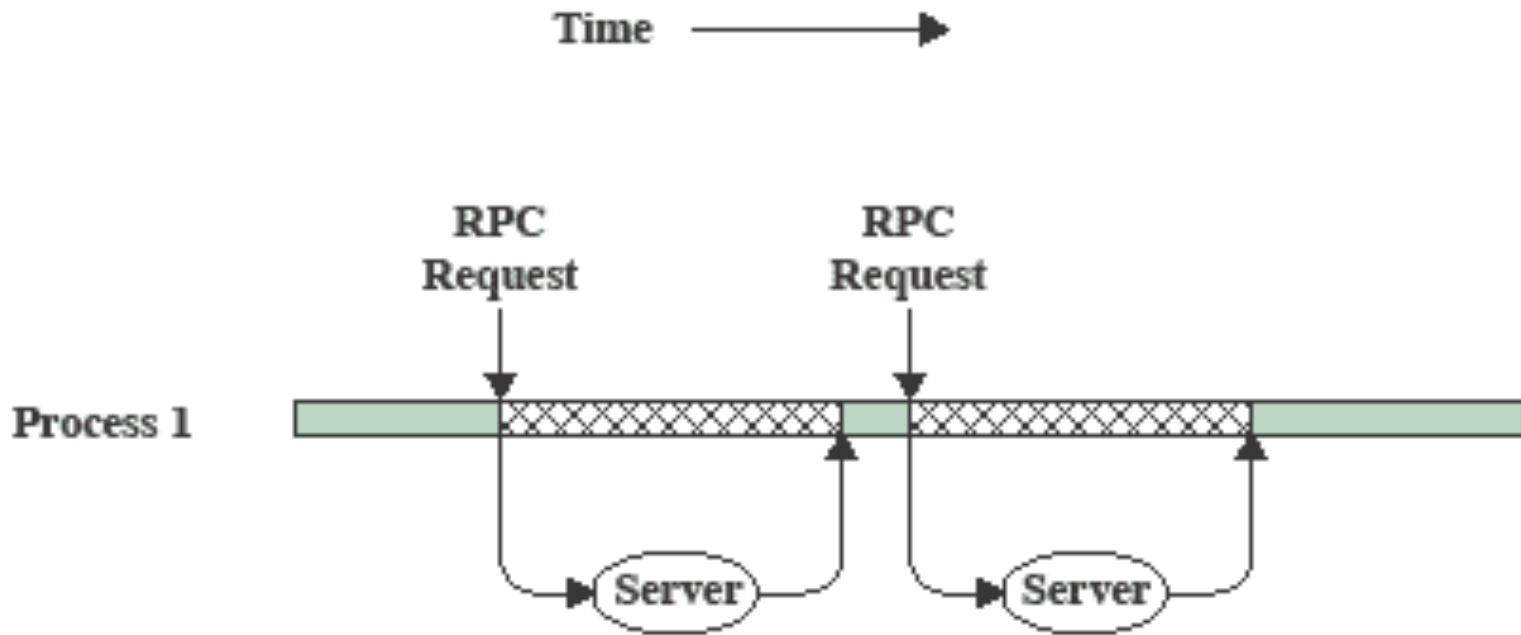 Time
RPC
Request
RPC
Request
Process 1
Server
Server